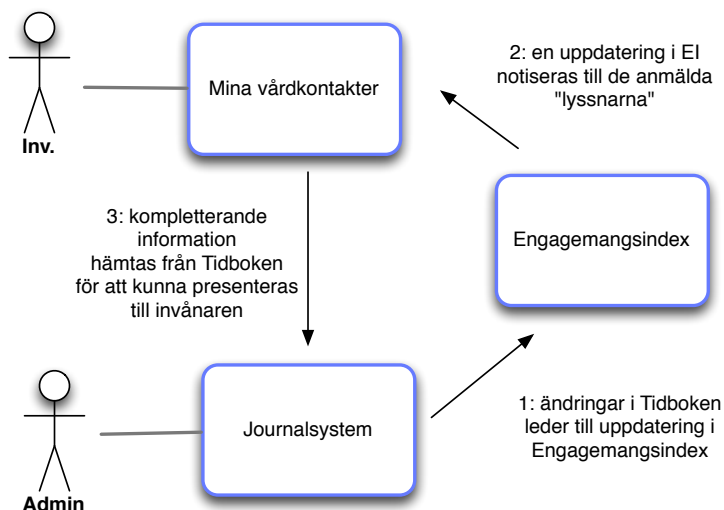 Mina vårdkontakter
2: en uppdatering i EI
notiseras till de anmälda
"lyssnarna"
Inv.
3: kompletterande
information
hämtas från Tidboken
för att kunna presenteras
till invånaren
Engagemangsindex
Journalsystem
1: ändringar i Tidboken
leder till uppdatering i
Engagemangsindex
Admin